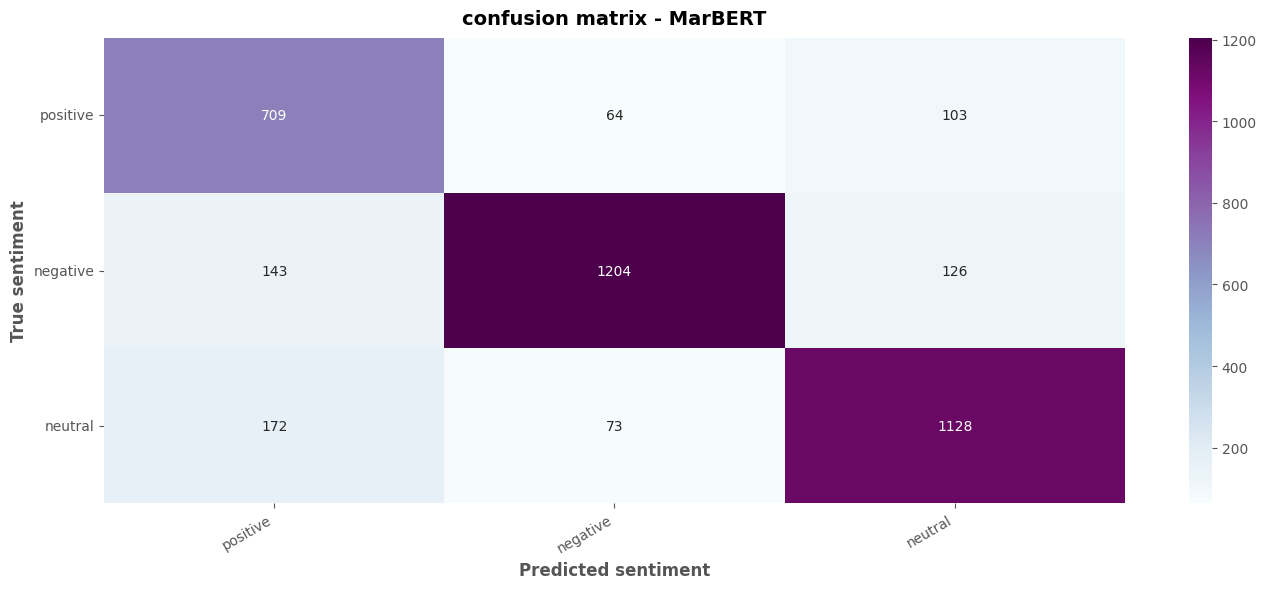 confusion matrix - MarBERT
positive 709 64 103
negative 143 1204 126
neutral 172 73 1128
positive negative neutral
Predicted sentiment
True sentiment
1200
1000
800
600
400
200